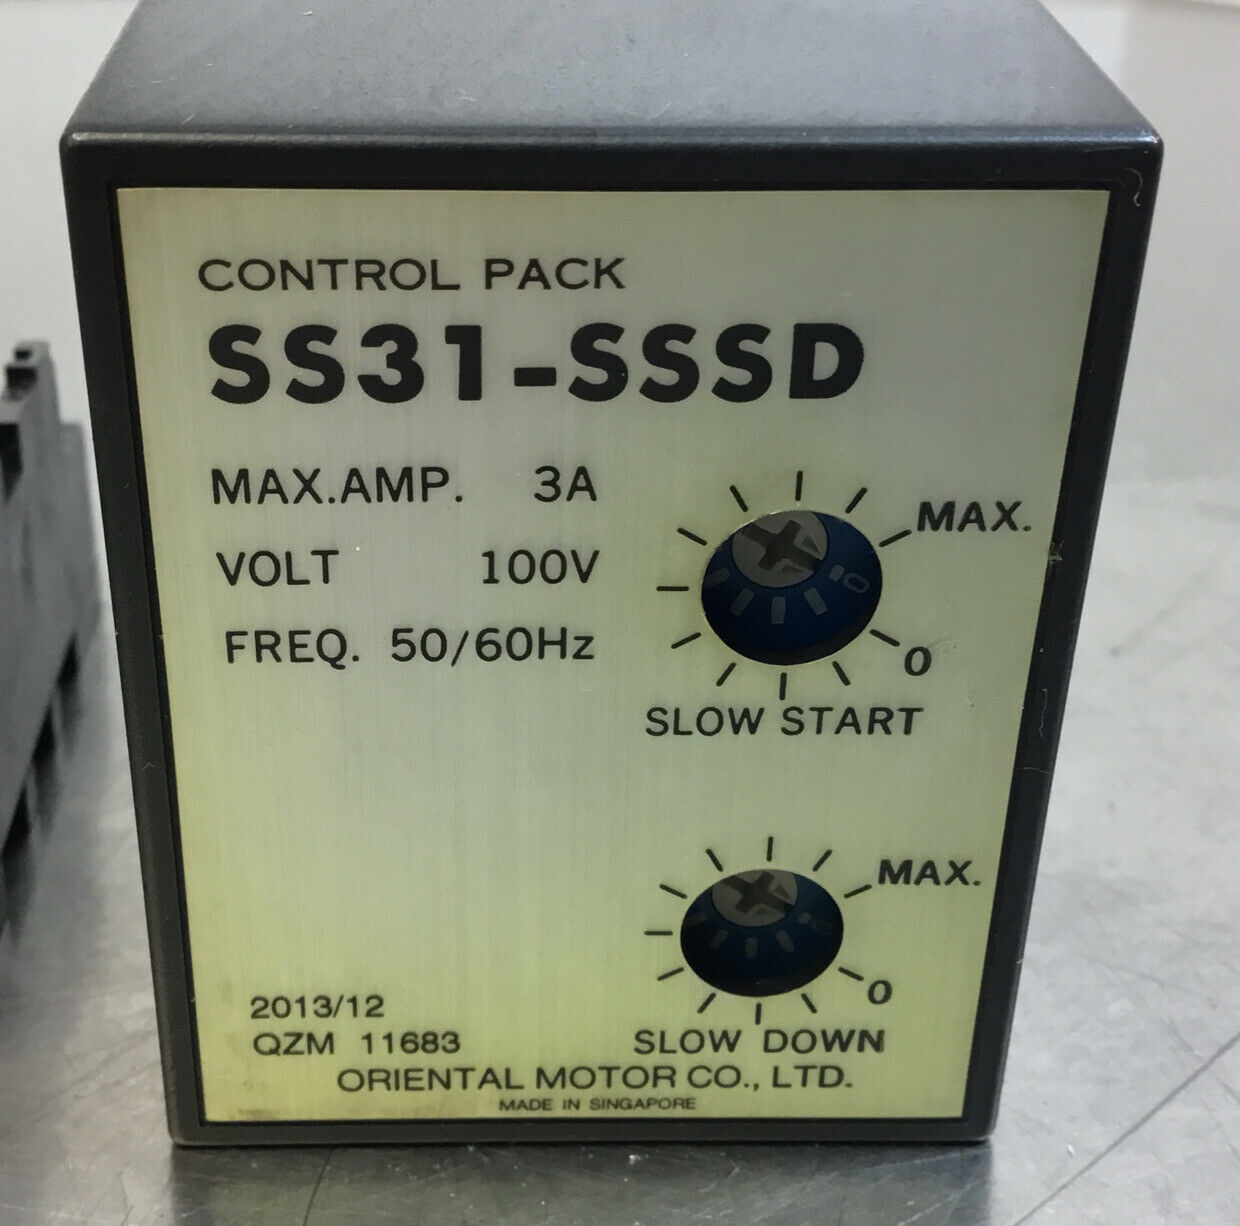 CONTROL PACK
SS31-SSSD
MAX.AMP. 3A
VOLT 100V
FREQ. 50/60Hz
MAX.
0
SLOW START
MAX.
0
SLOW DOWN
2013/12
QZM 11683
ORIENTAL MOTOR CO., LTD.
MADE IN SINGAPORE